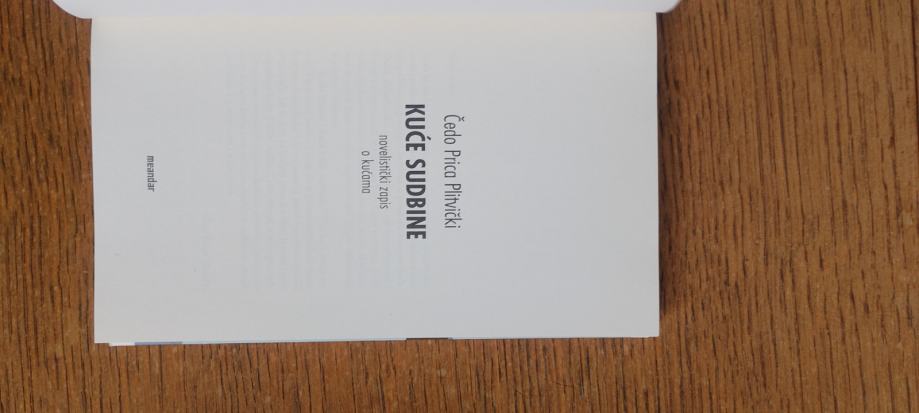 Čedo Prica Plitvički
KUĆE SUDBINE
novelistički zapis
o kućama
meandar